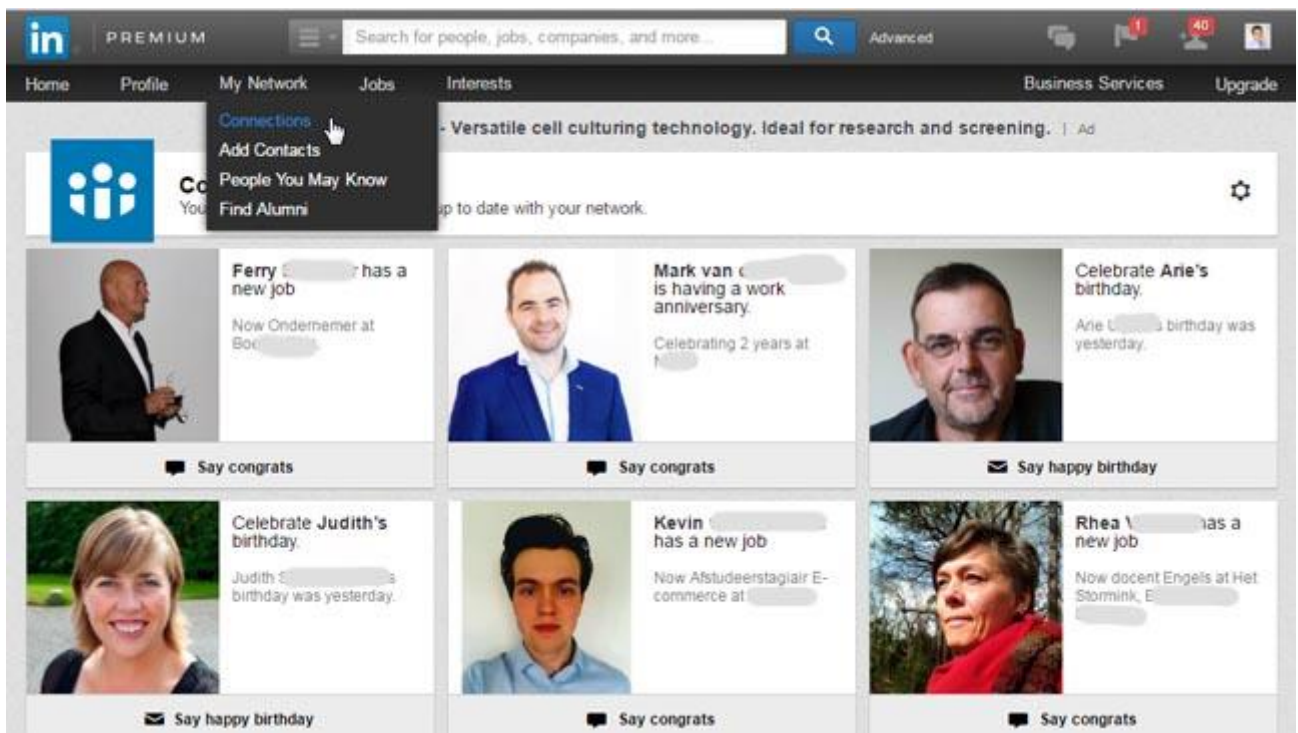 in PREMIUM
Search for people, jobs, companies, and more...
Advanced
1
40
Home Profile My Network Jobs Interests Business Services Upgrade
Connections
Add Contacts
People You May Know
Find Alumni
- Versatile cell culturing technology. Ideal for research and screening. | Ad
Co
You
up to date with your network.
Ferry has a
new job
Now Ondernemer at
Boe
Say congrats
Mark van
is having a work
anniversary.
Celebrating 2 years at
Say congrats
Celebrate Arie's
birthday.
Arie birthday was
yesterday.
Say happy birthday
Celebrate Judith's
birthday.
Judith s
birthday was yesterday.
Say happy birthday
Kevin
has a new job
Now Afstudeerstagiair E-
commerce at
Say congrats
Rhea has a
new job
Now docent Engels at Het
Stormink,
Say congrats